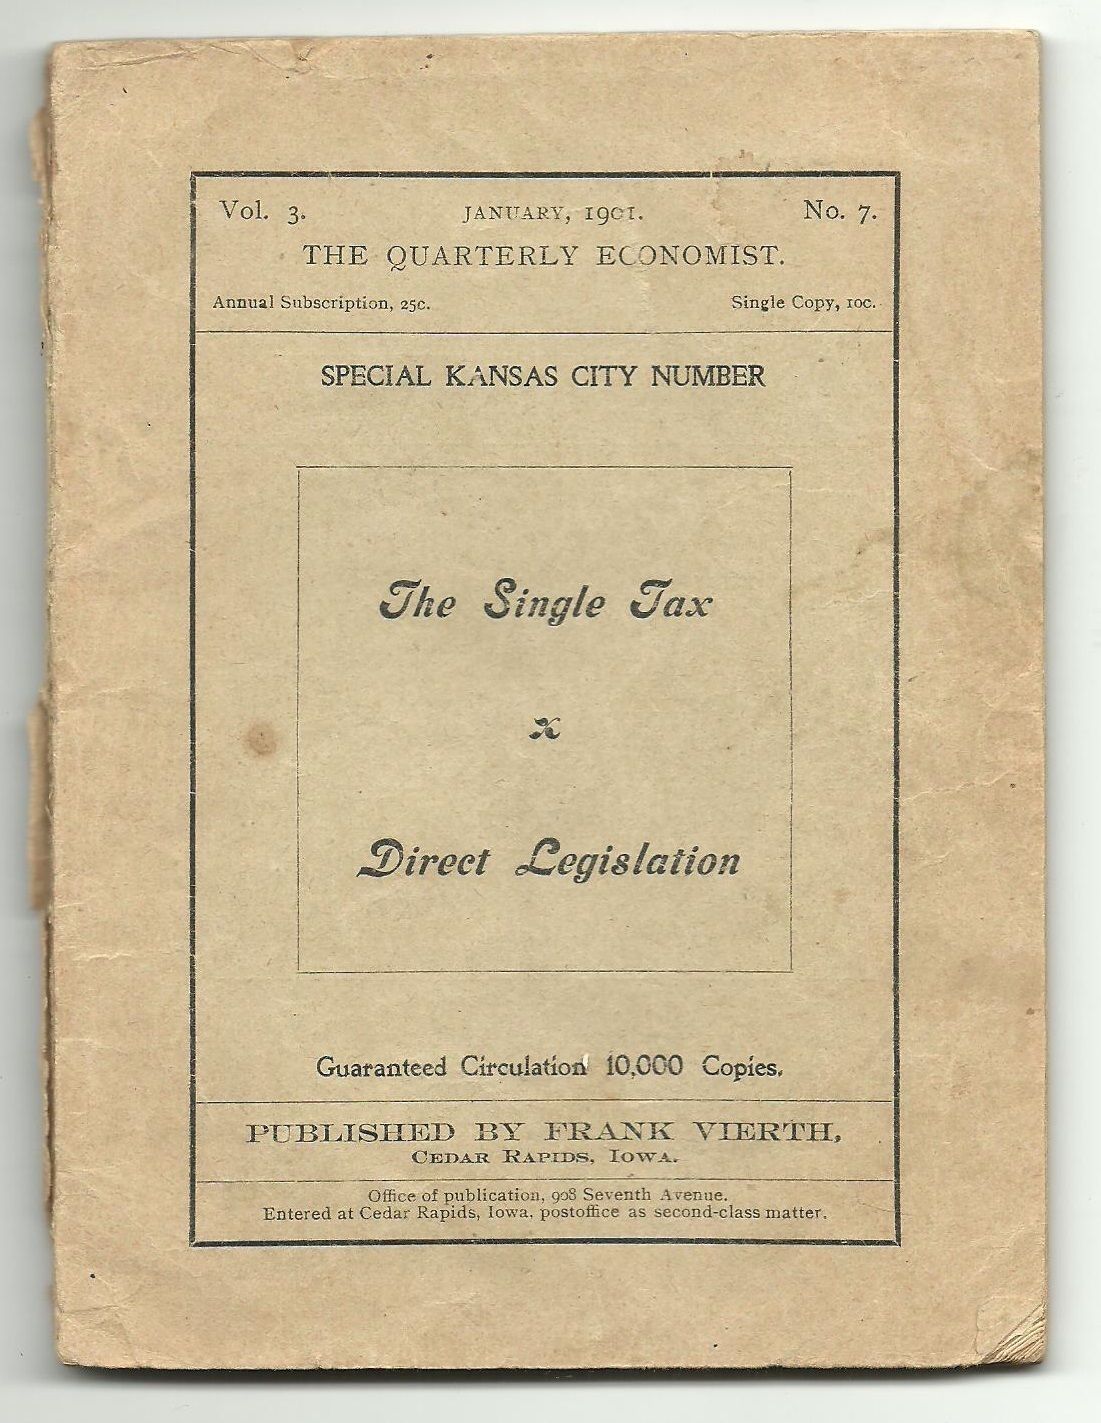 Vol. 3. JANUARY, 1901. No. 7.
THE QUARTERLY ECONOMIST.
Annual Subscription, 25c. Single Copy, 10c.
SPECIAL KANSAS CITY NUMBER
The Single Tax
x
Direct Legislation
Guaranteed Circulation 10,000 Copies.
PUBLISHED BY FRANK VIERTH,
CEDAR RAPIDS, IOWA.
Office of publication, 908 Seventh Avenue.
Entered at Cedar Rapids, Iowa, postoffice as second-class matter.